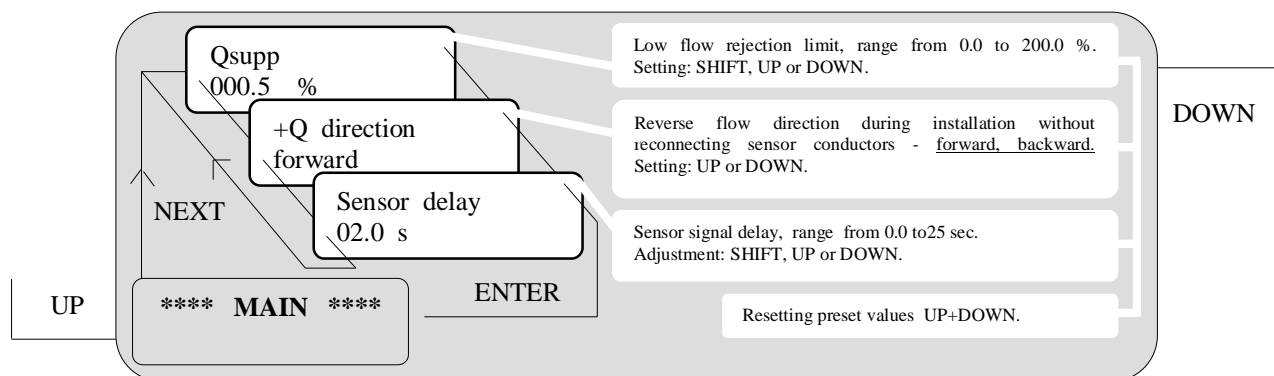 Qsupp
000.5 %
+Q direction
forward
Sensor delay
02.0 s
NEXT
**** MAIN ****
ENTER
UP
DOWN
Low flow rejection limit, range from 0.0 to 200.0 %.
Setting: SHIFT, UP or DOWN.
Reverse flow direction during installation without
reconnecting sensor conductors - forward, backward.
Setting: UP or DOWN.
Sensor signal delay, range from 0.0 to25 sec.
Adjustment: SHIFT, UP or DOWN.
Resetting preset values UP+DOWN.